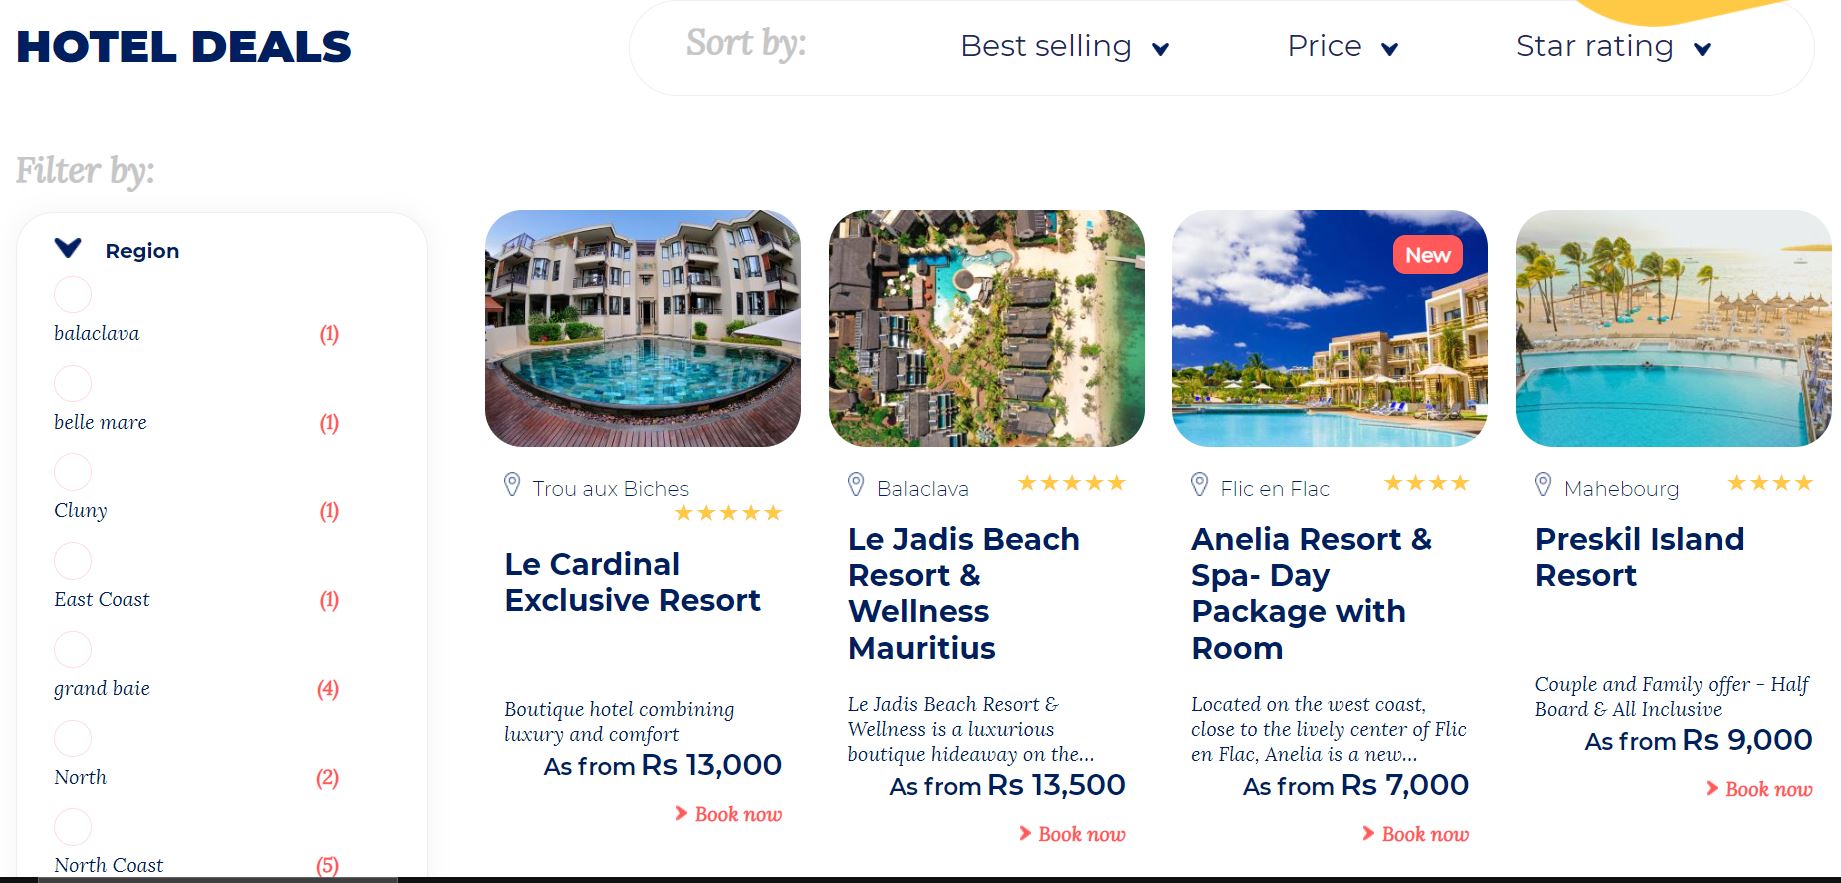 HOTEL DEALS
Sort by:
Best selling
Price
Star rating
Filter by:
Region
balaclava (1)
belle mare (1)
Cluny (1)
East Coast (1)
grand baie (4)
North (2)
North Coast (5)
Trou aux Biches
Le Cardinal
Exclusive Resort
Boutique hotel combining
luxury and comfort
As from Rs 13,000
Book now
Balaclava
Le Jadis Beach
Resort &
Wellness
Mauritius
Le Jadis Beach Resort &
Wellness is a luxurious
boutique hideaway on the...
As from Rs 13,500
Book now
New
Flic en Flac
Anelia Resort &
Spa- Day
Package with
Room
Located on the west coast,
close to the lively center of Flic
en Flac, Anelia is a new...
As from Rs 7,000
Book now
Mahebourg
Preskil Island
Resort
Couple and Family offer - Half
Board & All Inclusive
As from Rs 9,000
Book now